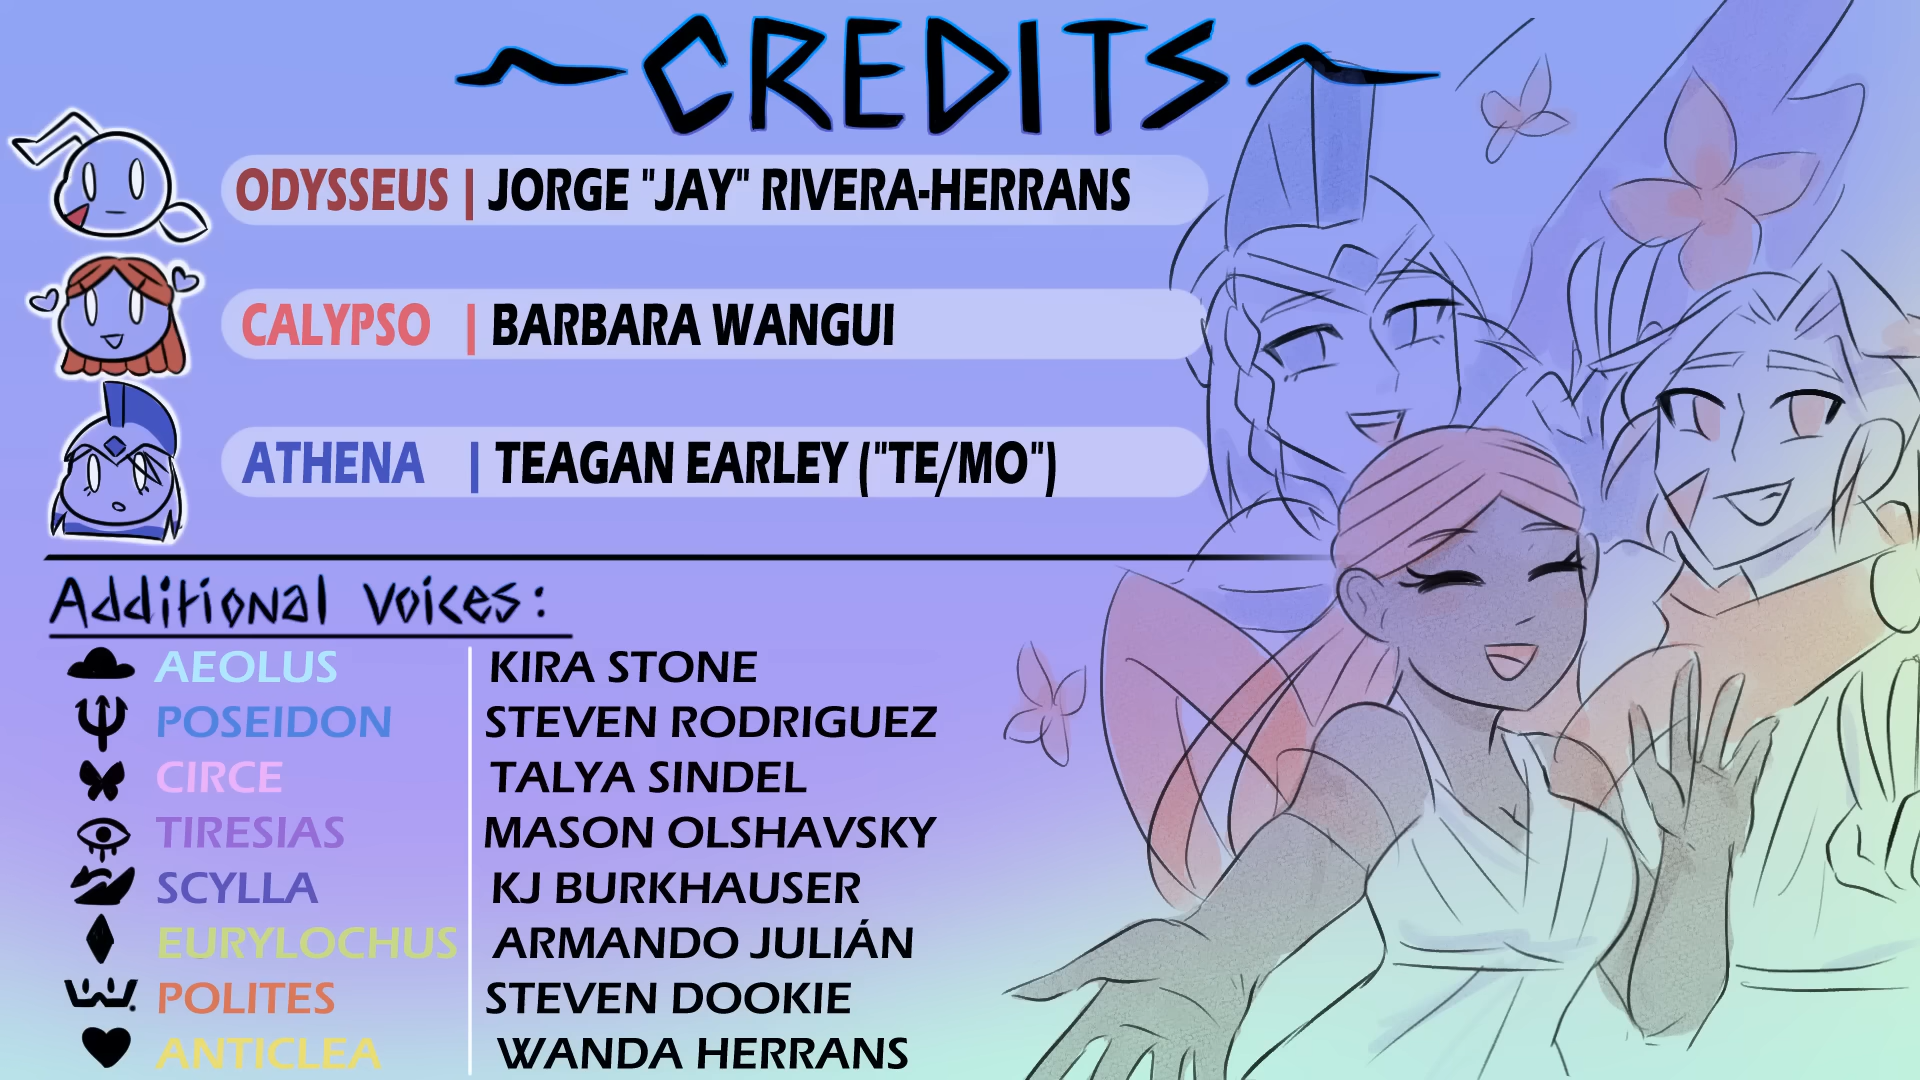 ~CREDITS~
ODYSSEUS | JORGE "JAY" RIVERA-HERRANS
CALYPSO | BARBARA WANGUI
ATHENA | TEAGAN EARLEY ("TE/MO")
Additional Voices:
AEOLUS KIRA STONE
POSEIDON STEVEN RODRIGUEZ
CIRCE TALYA SINDEL
TIRESIAS MASON OLSHAVSKY
SCYLLA KJ BURKHAUSER
EURYLOCHUS ARMANDO JULIÁN
POLITES STEVEN DOOKIE
ANTICLEA WANDA HERRANS